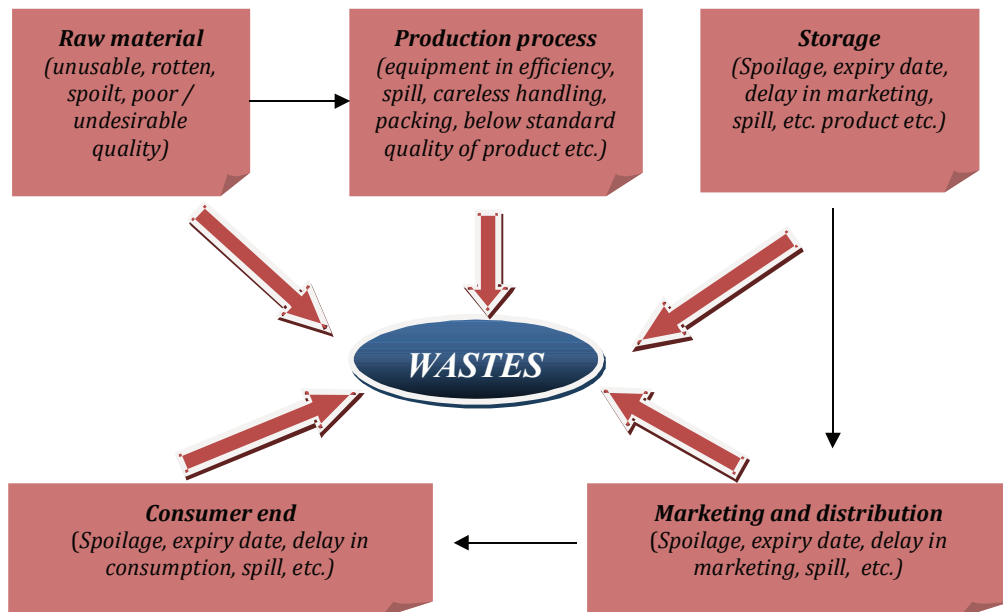 Raw material
(unusable, rotten,
spoilt, poor /
undesirable
quality)
Production process
(equipment in efficiency,
spill, careless handling,
packing, below standard
quality of product etc.)
Storage
(Spoilage, expiry date,
delay in marketing,
spill, etc. product etc.)
WASTES
Consumer end
(Spoilage, expiry date, delay in
consumption, spill, etc.)
Marketing and distribution
(Spoilage, expiry date, delay in
marketing, spill, etc.)